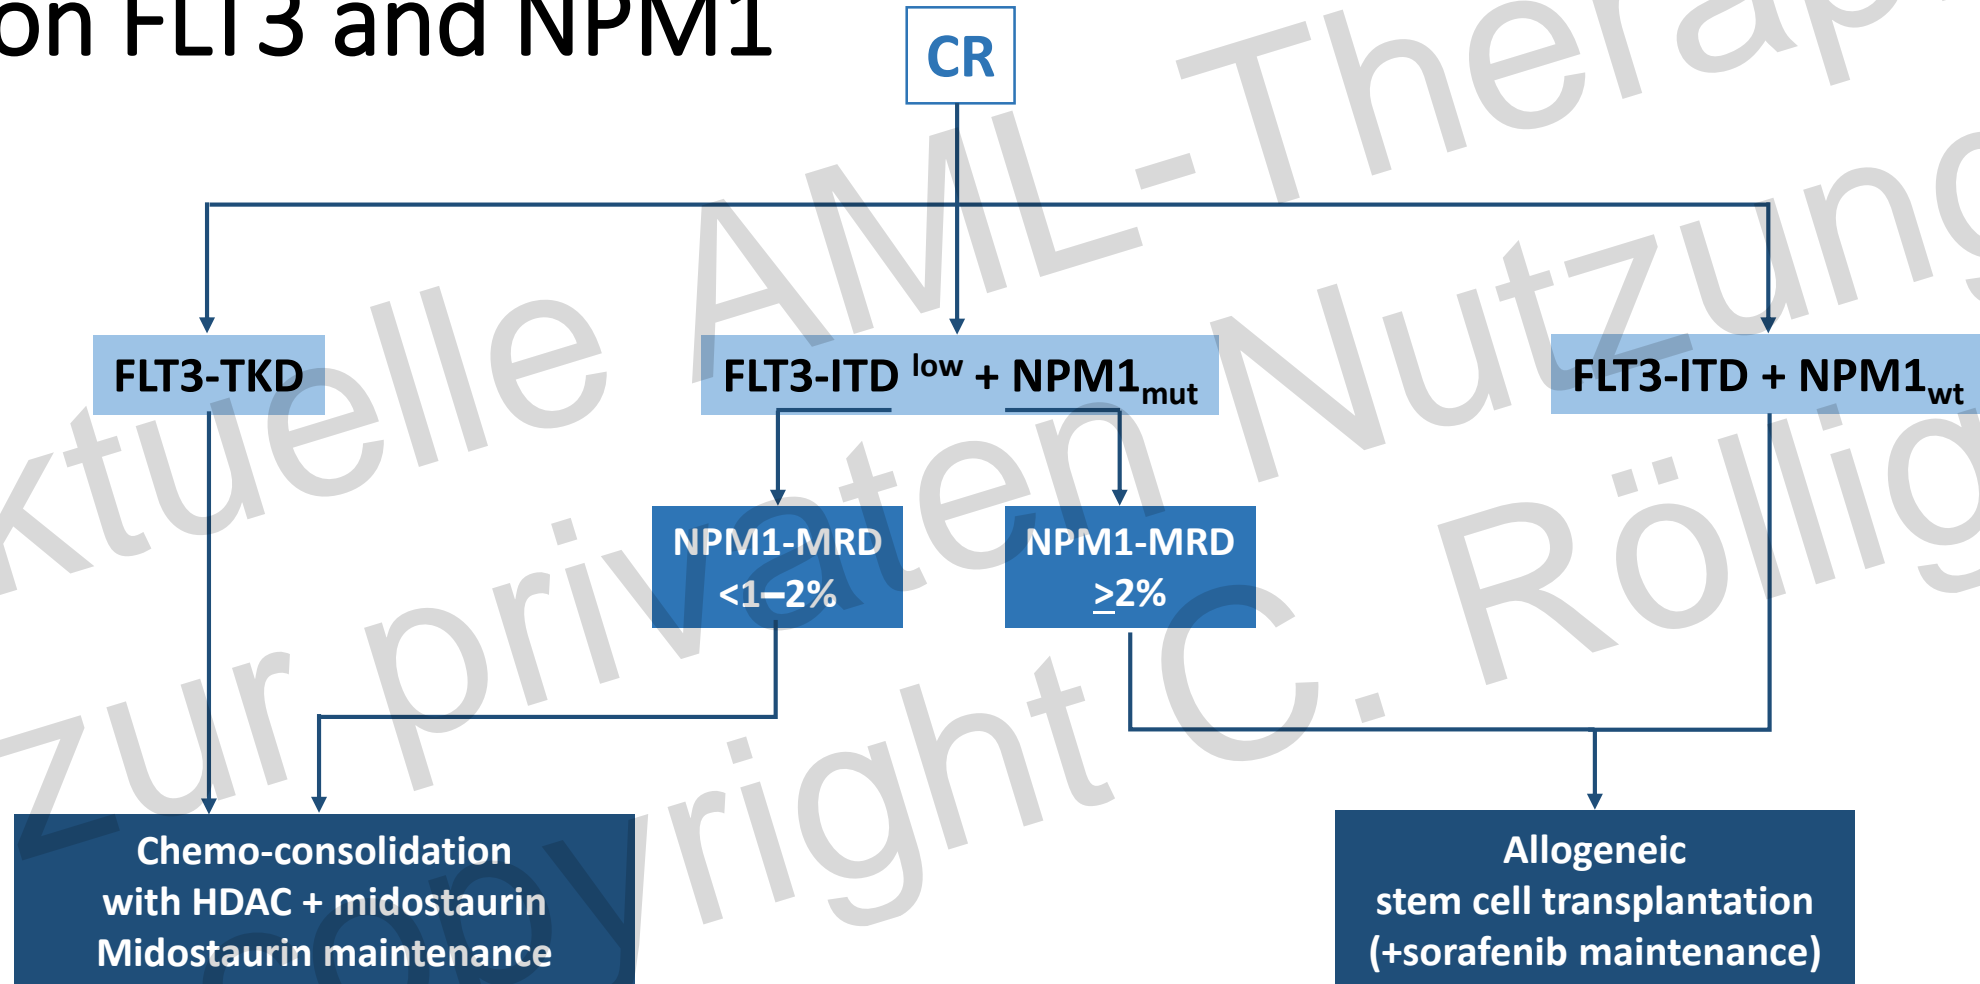 on FLT3 and NPM1
CR
FLT3-TKD
FLT3-ITD low + NPM1mut
FLT3-ITD + NPM1wt
NPM1-MRD
<1–2%
NPM1-MRD
≥2%
Chemo-consolidation
with HDAC + midostaurin
Midostaurin maintenance
Allogeneic
stem cell transplantation
(+sorafenib maintenance)
ktuelle AML-Therap
zur privaten Nutzung
copyright C. Röllig